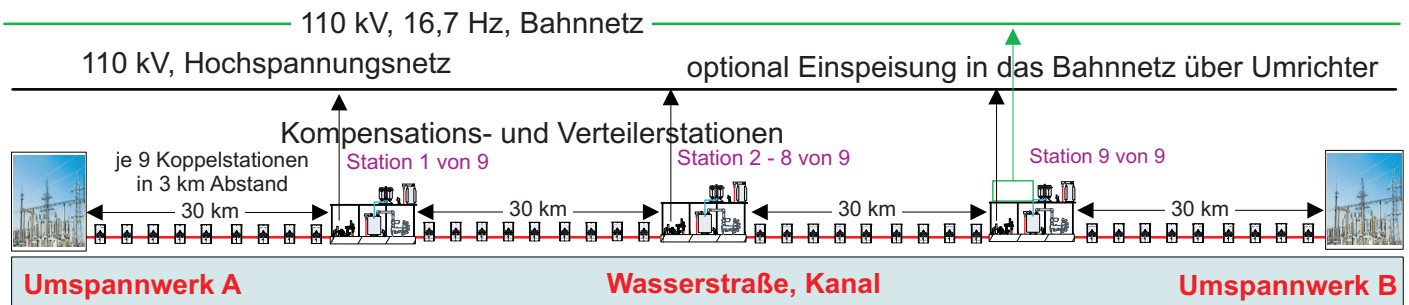 110 kV, 16,7 Hz, Bahnnetz
110 kV, Hochspannungsnetz
optional Einspeisung in das Bahnnetz über Umrichter
Kompensations- und Verteilerstationen
je 9 Koppelstationen
in 3 km Abstand
Station 1 von 9
Station 2 - 8 von 9
Station 9 von 9
30 km
30 km
30 km
30 km
Umspannwerk A
Wasserstraße, Kanal
Umspannwerk B